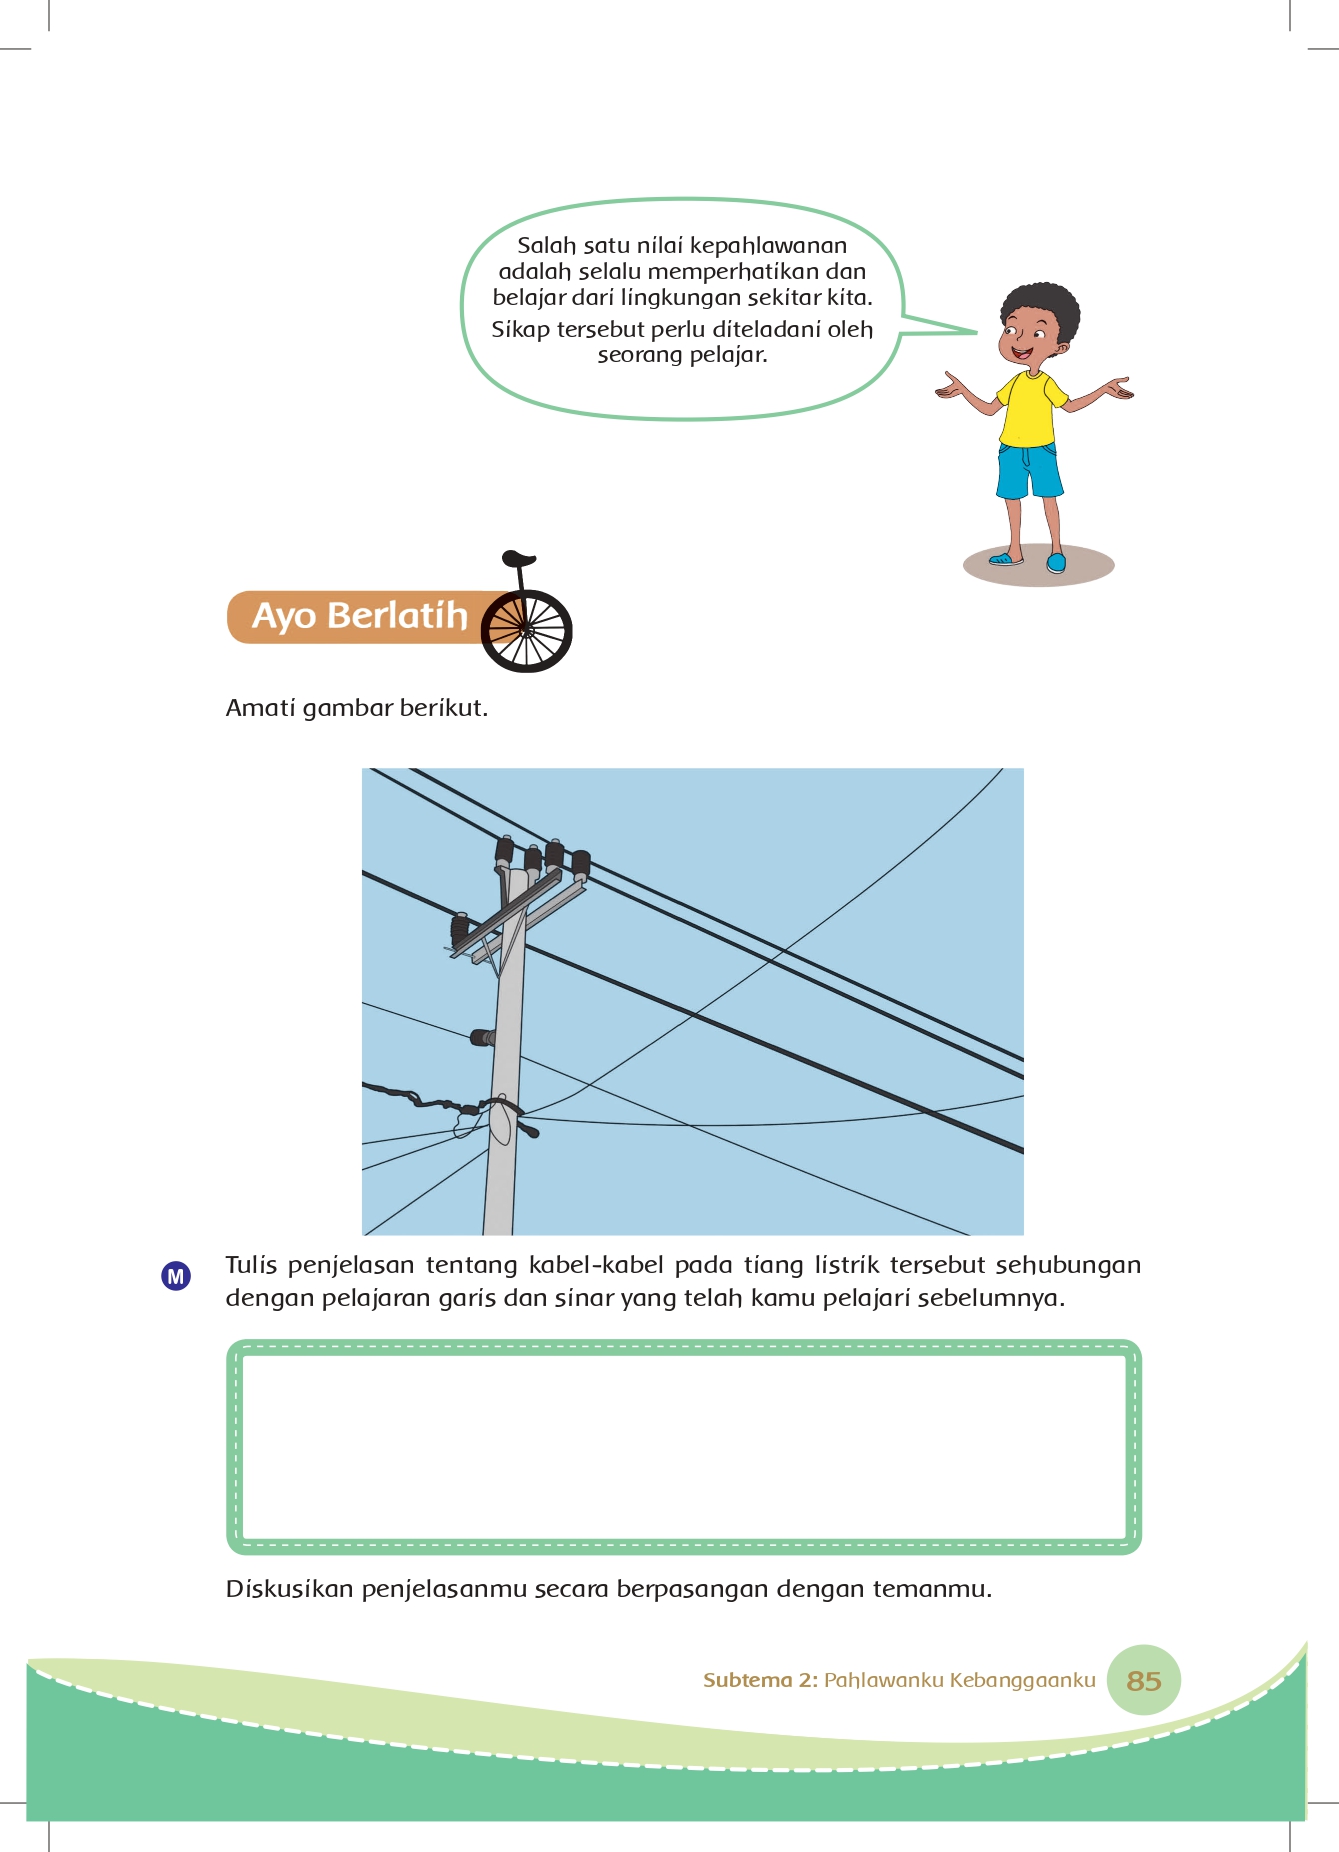 Salah satu nilai kepahlawanan
adalah selalu memperhatikan dan
belajar dari lingkungan sekitar kita.
Sikap tersebut perlu diteladani oleh
seorang pelajar.
Ayo Berlatih
Amati gambar berikut.
M
Tulis penjelasan tentang kabel-kabel pada tiang listrik tersebut sehubungan
dengan pelajaran garis dan sinar yang telah kamu pelajari sebelumnya.
Diskusikan penjelasanmu secara berpasangan dengan temanmu.
Subtema 2: Pahlawanku Kebanggaanku 85